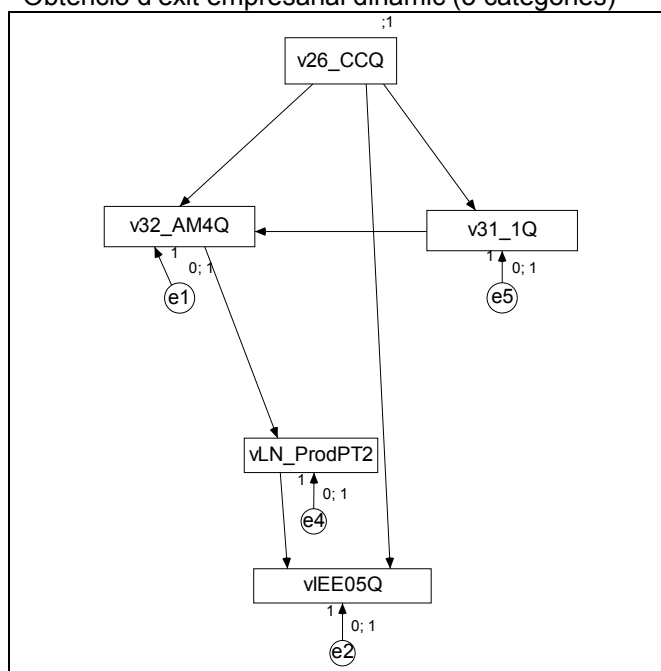 Obtenció d'èxit empresarial dinàmic (3 categories)
;1
v26_CCQ
v32_AM4Q
v31_1Q
1
0; 1
e1
1
0; 1
e5
vLN_ProdPT2
1
0; 1
e4
vIEE05Q
1
0; 1
e2